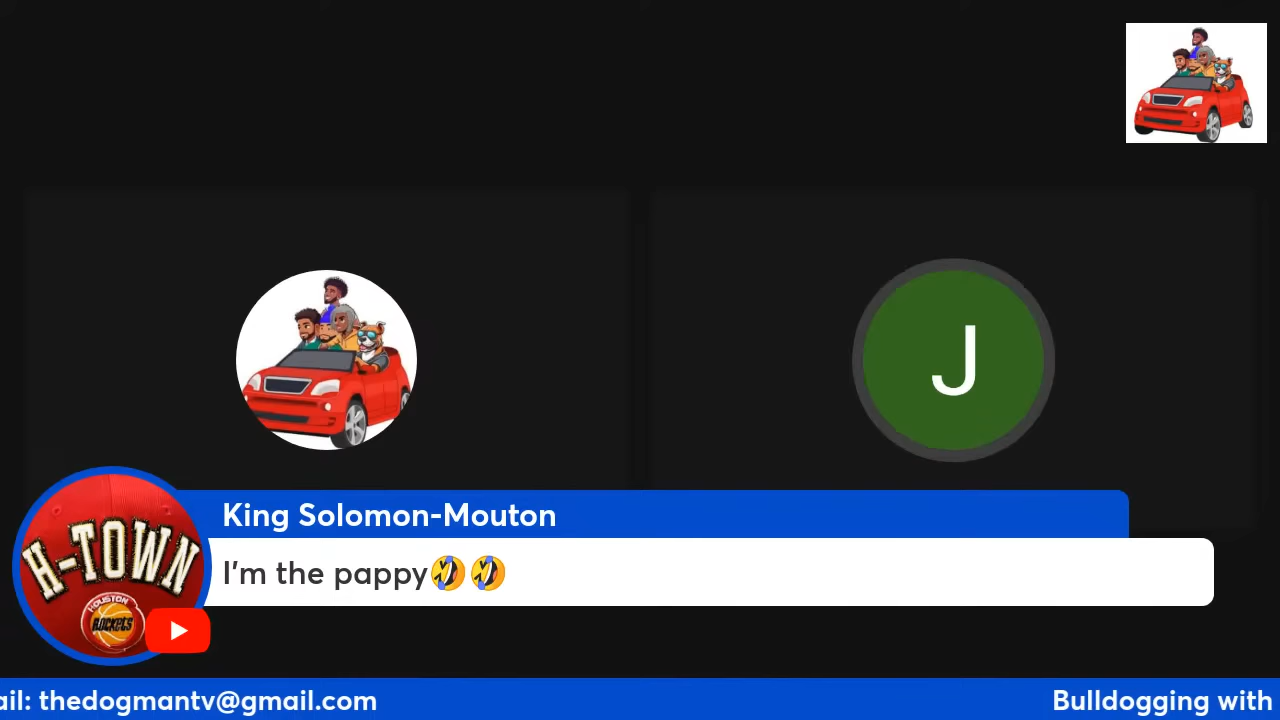 J
King Solomon-Mouton
I'm the pappy🤣🤣
H-TOWN
HOUSTON
ROCKETS
ail: thedogmantv@gmail.com
Bulldogging with